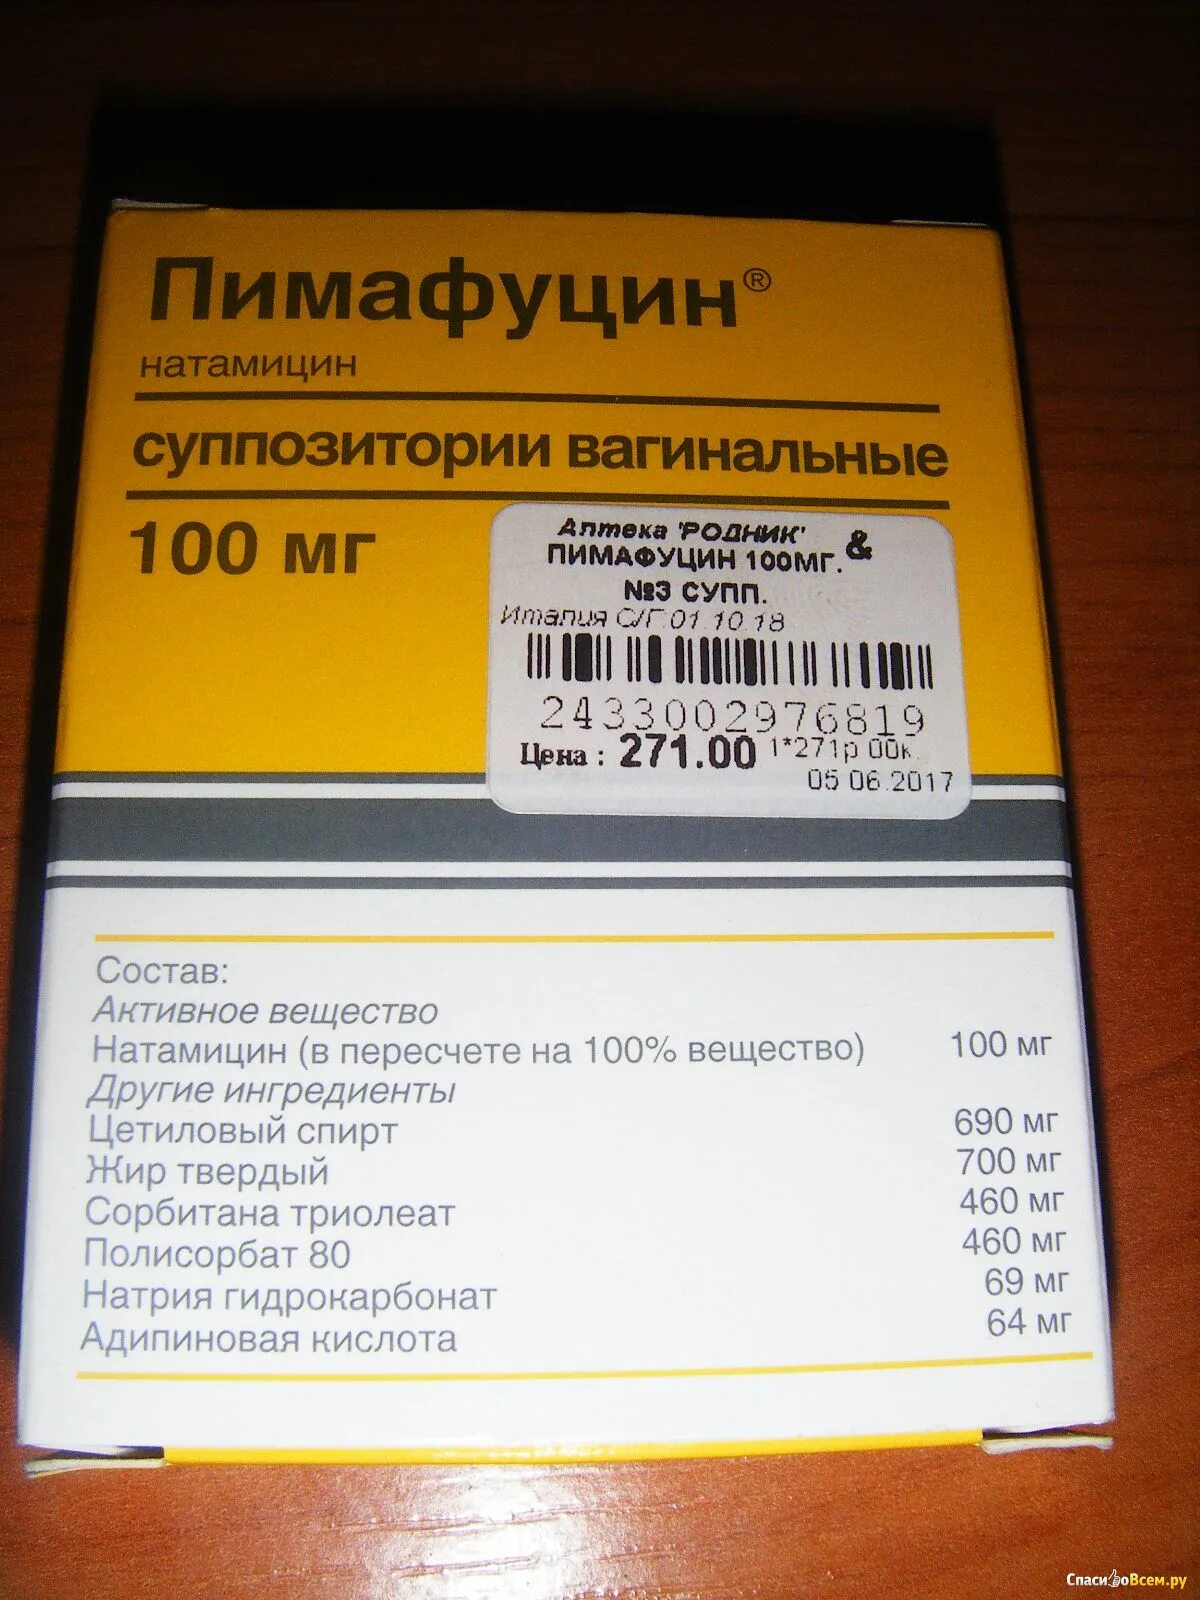 Пимафуцин®
натамицин
суппозитории вагинальные
100 мг
Аптека 'РОДНИК' &
ПИМАФУЦИН 100МГ.
№3 СУПП.
Италия С/Г:01.10.18
2433002976819
Цена : 271.00 1*271р 00к.
05.06.2017
Состав:
Активное вещество
Натамицин (в пересчете на 100% вещество) 100 мг
Другие ингредиенты
Цетиловый спирт 690 мг
Жир твердый 700 мг
Сорбитана триолеат 460 мг
Полисорбат 80 460 мг
Натрия гидрокарбонат 69 мг
Адипиновая кислота 64 мг
СпасибоВсем.ру